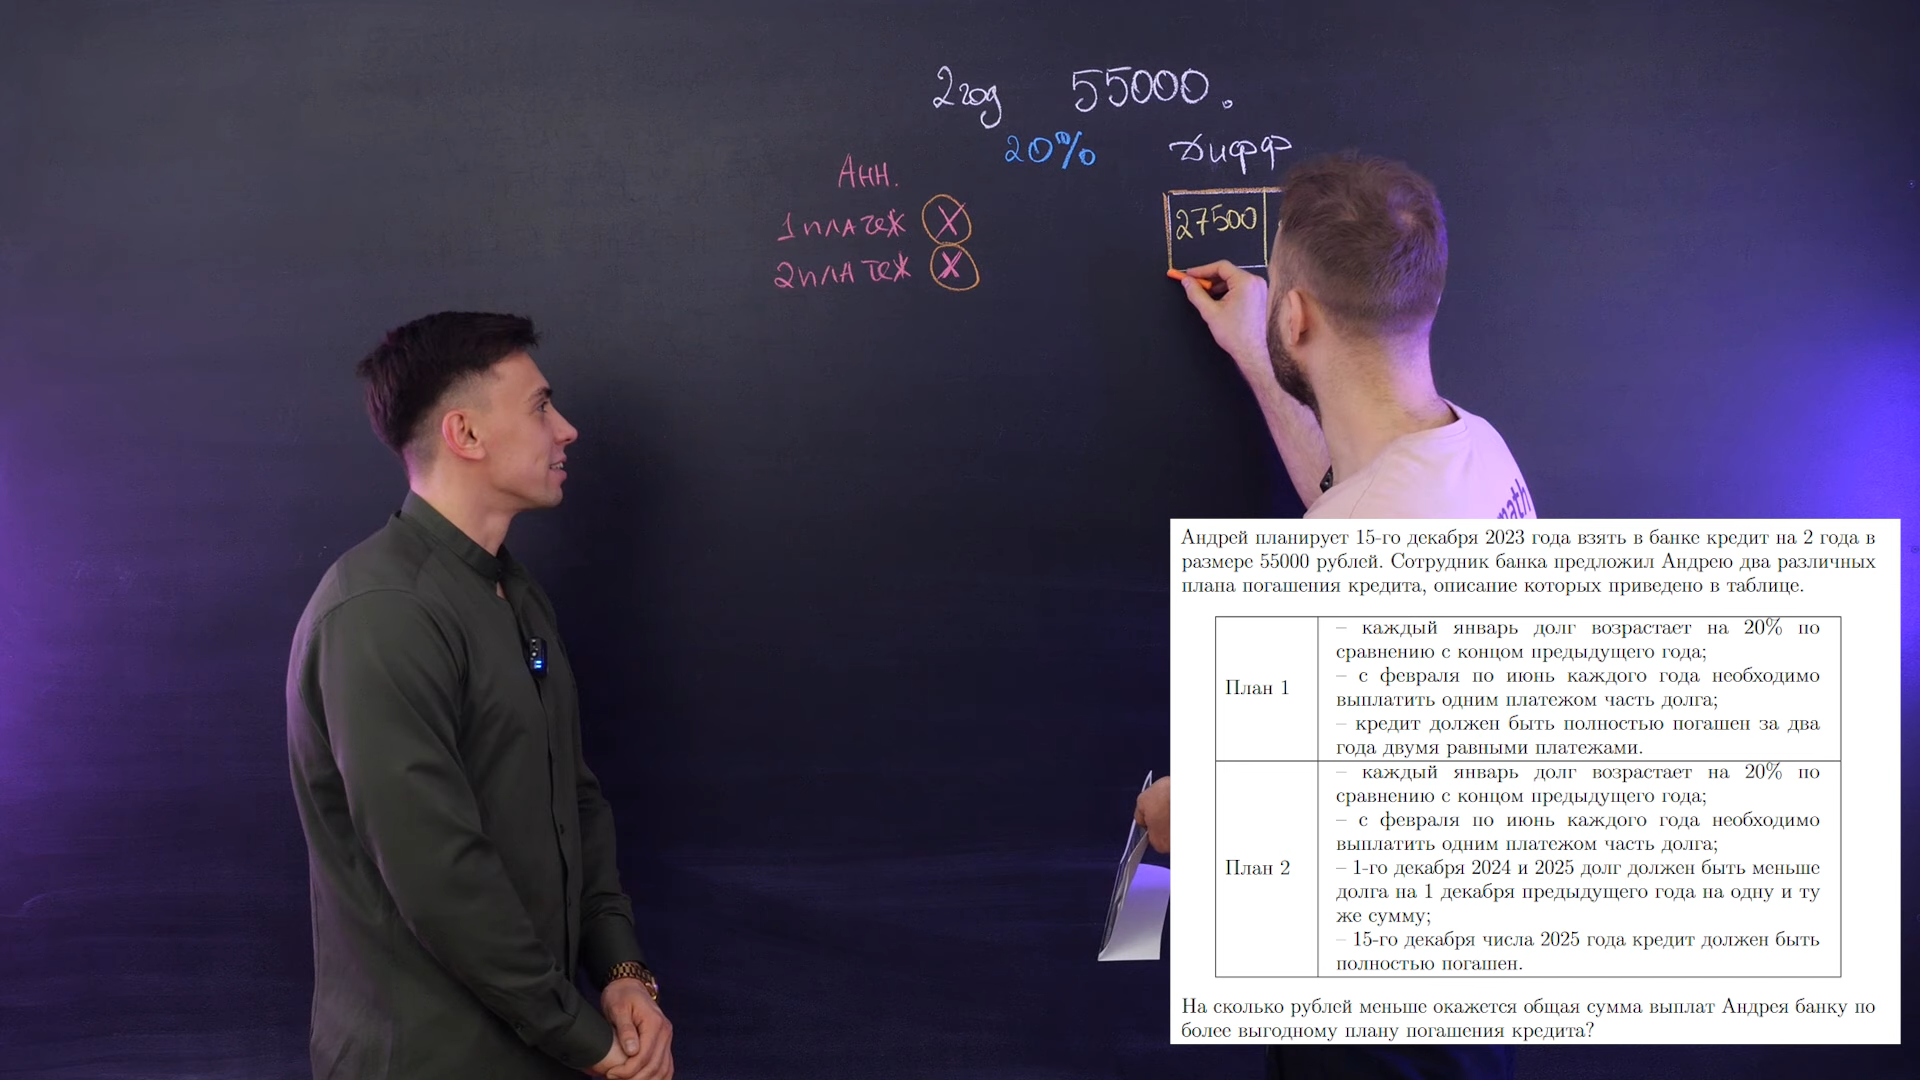 2 год 55000.
20%
Дифф
Анн.
1 платеж X
2 платеж X
27500
math
Андрей планирует 15-го декабря 2023 года взять в банке кредит на 2 года в
размере 55000 рублей. Сотрудник банка предложил Андрею два различных
плана погашения кредита, описание которых приведено в таблице.
План 1
– каждый январь долг возрастает на 20% по
сравнению с концом предыдущего года;
– с февраля по июнь каждого года необходимо
выплатить одним платежом часть долга;
– кредит должен быть полностью погашен за два
года двумя равными платежами.
План 2
– каждый январь долг возрастает на 20% по
сравнению с концом предыдущего года;
– с февраля по июнь каждого года необходимо
выплатить одним платежом часть долга;
– 1-го декабря 2024 и 2025 долг должен быть меньше
долга на 1 декабря предыдущего года на одну и ту
же сумму;
– 15-го декабря числа 2025 года кредит должен быть
полностью погашен.
На сколько рублей меньше окажется общая сумма выплат Андрея банку по
более выгодному плану погашения кредита?